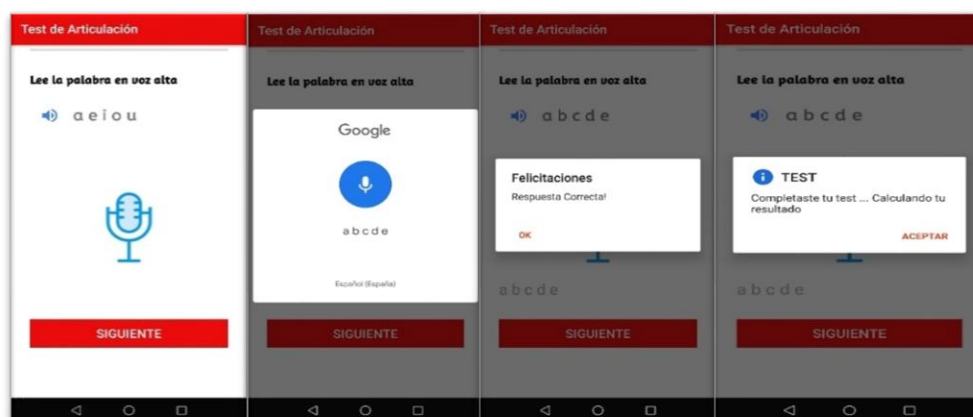 Test de Articulación
Lee la palabra en voz alta
a e i o u
SIGUIENTE
Test de Articulación
Lee la palabra en voz alta
Google
a b c d e
Español (España)
SIGUIENTE
Test de Articulación
Lee la palabra en voz alta
a b c d e
Felicitaciones
Respuesta Correcta!
OK
a b c d e
SIGUIENTE
Test de Articulación
Lee la palabra en voz alta
a b c d e
TEST
Completaste tu test ... Calculando tu
resultado
ACEPTAR
a b c d e
SIGUIENTE